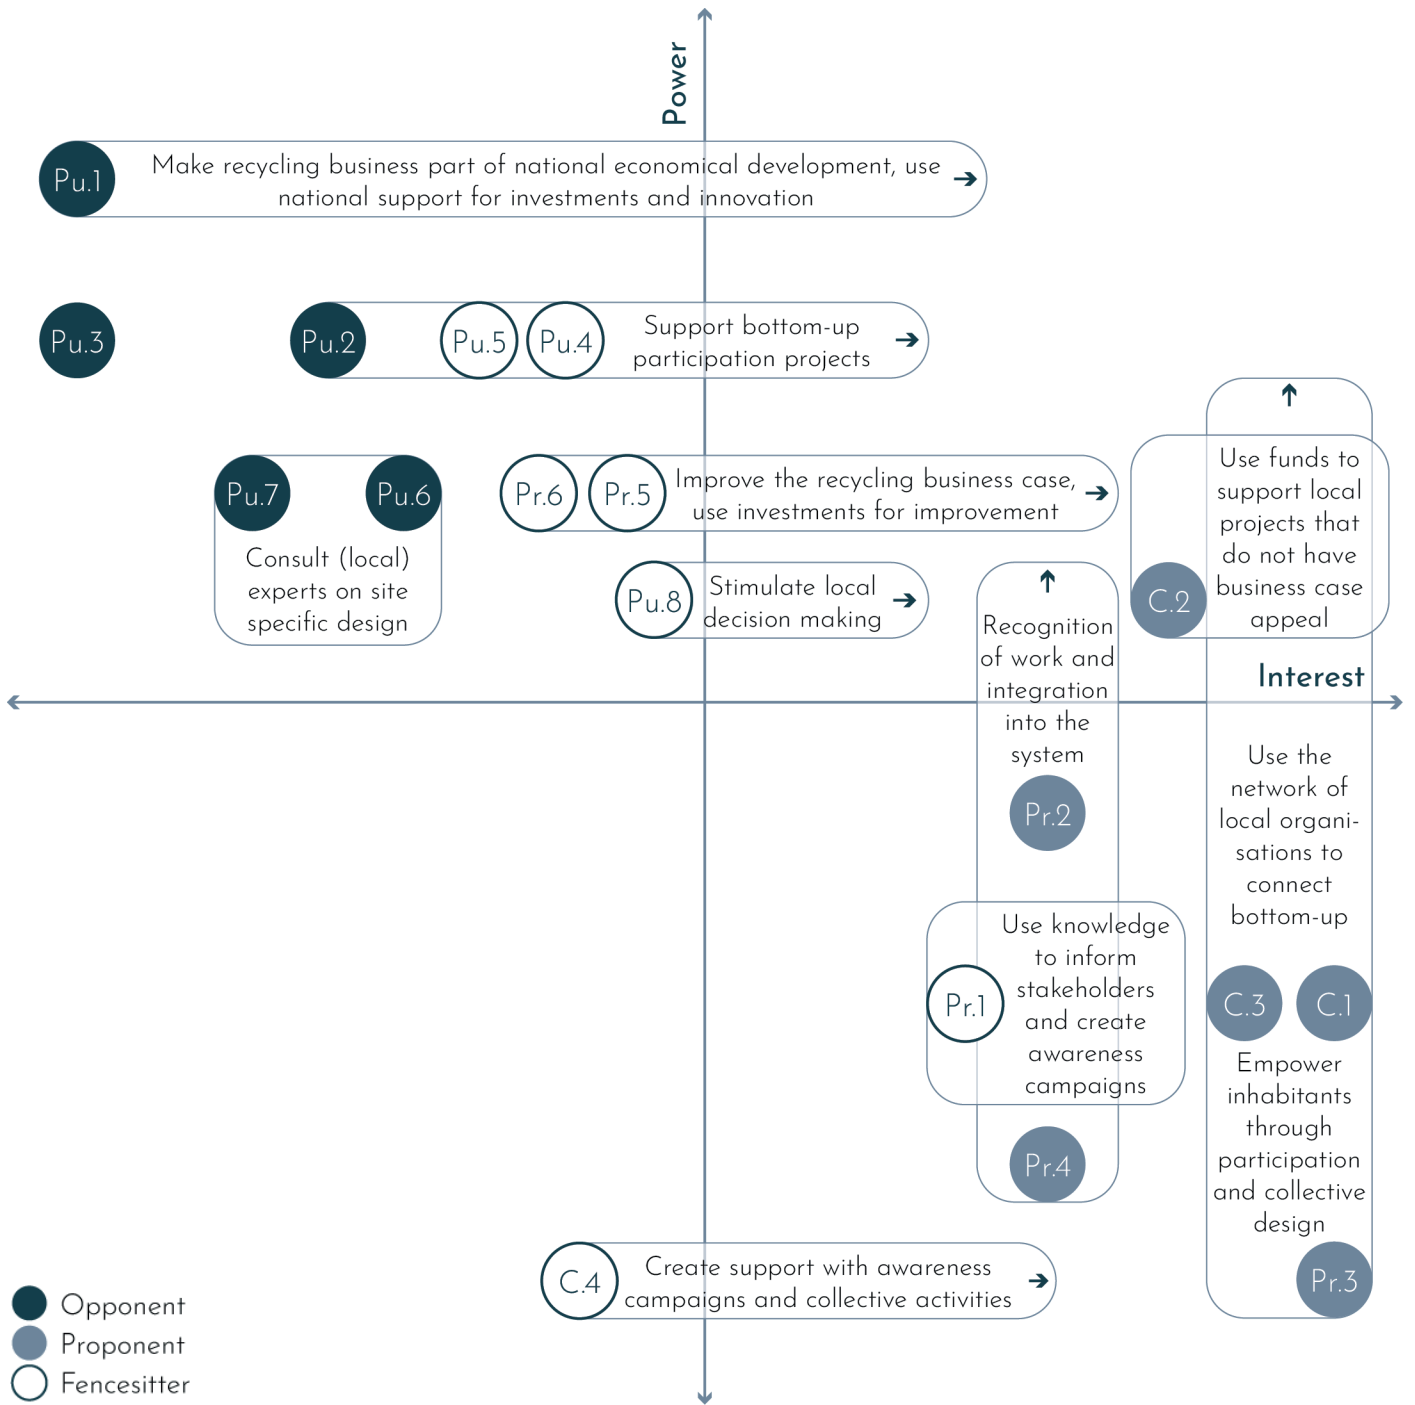 Power
Pu.1
Make recycling business part of national economical development, use
national support for investments and innovation
Pu.3
Pu.2
Pu.5
Pu.4
Support bottom-up
participation projects
Pu.7
Pu.6
Consult (local)
experts on site
specific design
Pr.6
Pr.5
Improve the recycling business case,
use investments for improvement
Pu.8
Stimulate local
decision making
C.2
Use funds to
support local
projects that
do not have
business case
appeal
Interest
Recognition
of work and
integration
into the
system
Pr.2
Use the
network of
local organi-
sations to
connect
bottom-up
Pr.1
Use knowledge
to inform
stakeholders
and create
awareness
campaigns
C.3
C.1
Empower
inhabitants
through
participation
and collective
design
Pr.4
Pr.3
C.4
Create support with awareness
campaigns and collective activities
Opponent
Proponent
Fencesitter